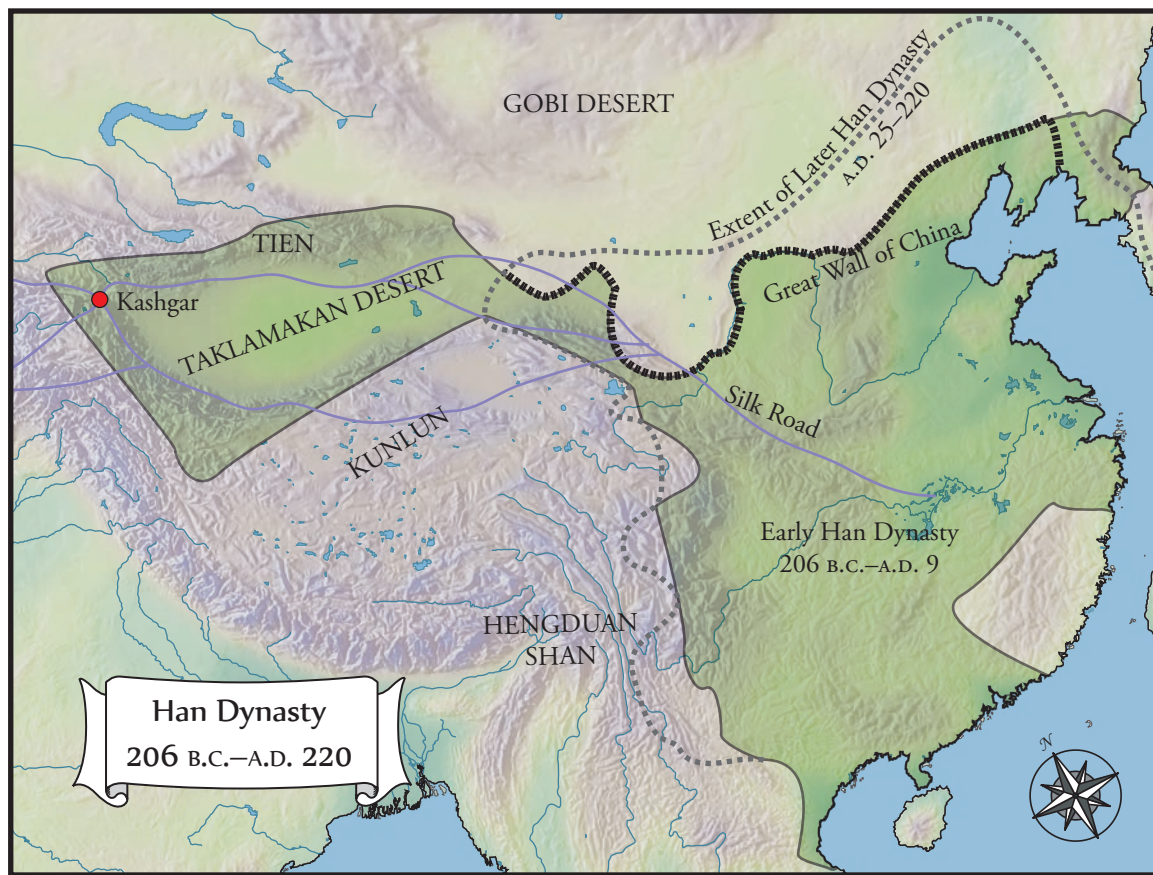 GOBI DESERT
Extent of Later Han Dynasty
A.D. 25–220
TIEN
Great Wall of China
Kashgar
TAKLAMAKAN DESERT
Silk Road
KUNLUN
Early Han Dynasty
206 B.C.–A.D. 9
HENGDUAN
SHAN
Han Dynasty
206 B.C.–A.D. 220
N